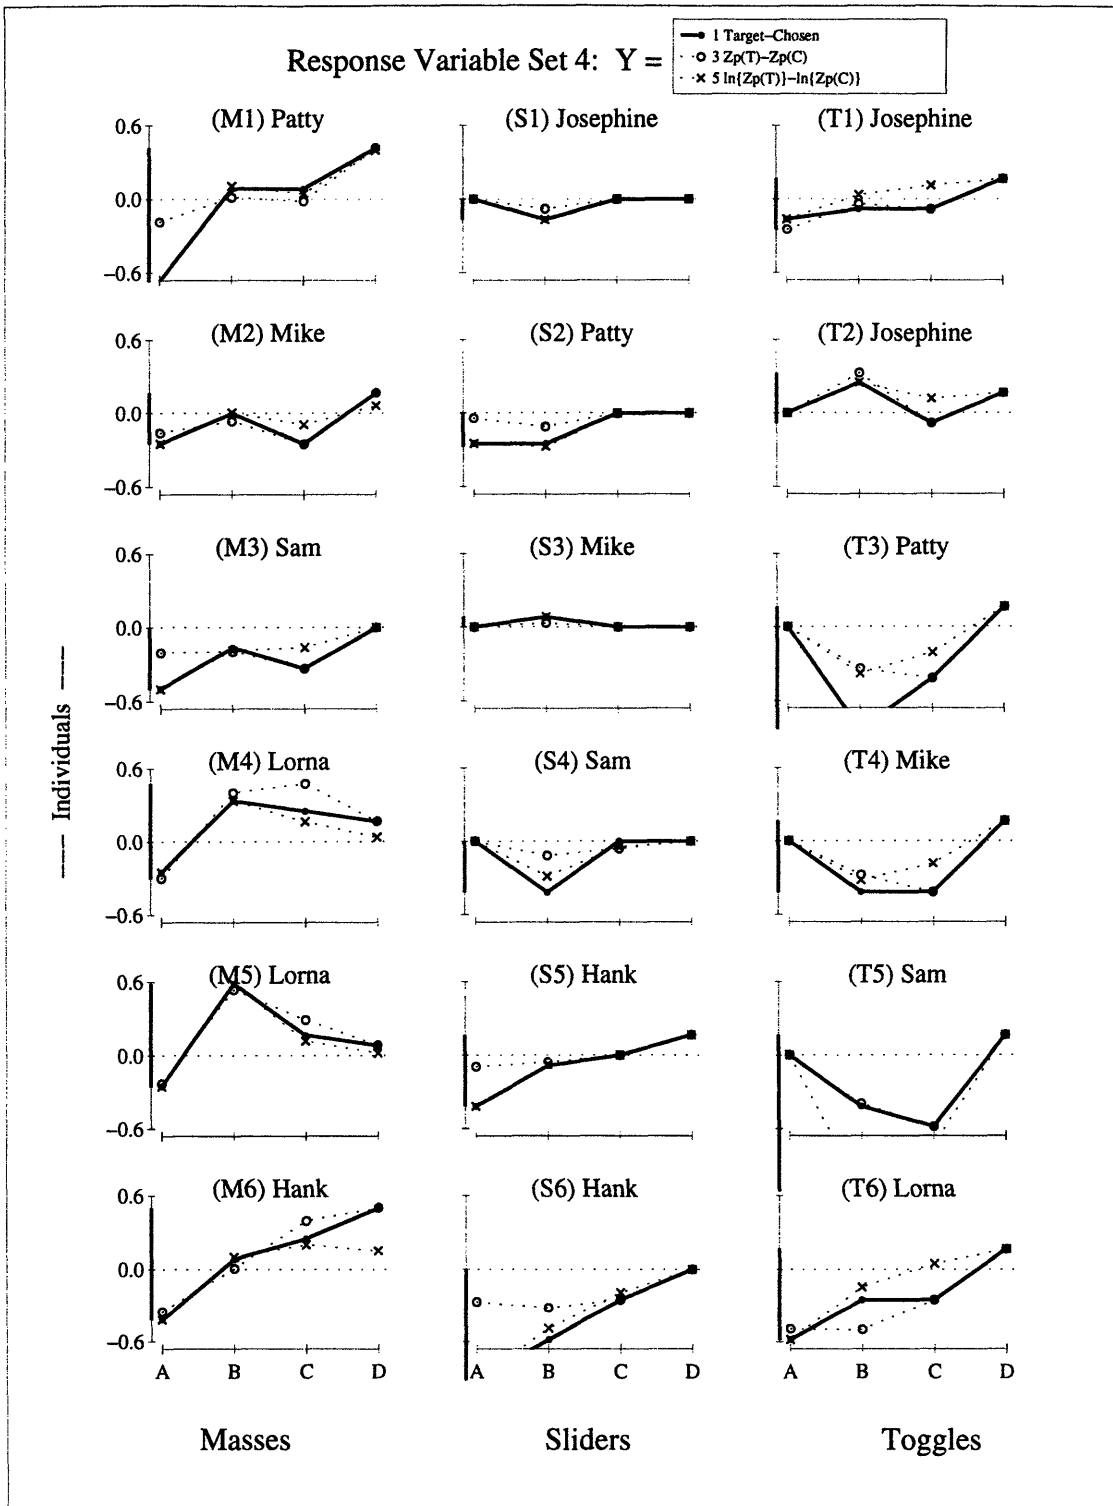 Response Variable Set 4: Y =
1 Target–Chosen
3 Zp(T)–Zp(C)
5 ln{Zp(T)}–ln{Zp(C)}
(M1) Patty
(S1) Josephine
(T1) Josephine
0.6
0.0
–0.6
(M2) Mike
(S2) Patty
(T2) Josephine
0.6
0.0
–0.6
(M3) Sam
(S3) Mike
(T3) Patty
0.6
0.0
–0.6
(M4) Lorna
(S4) Sam
(T4) Mike
0.6
0.0
–0.6
(M5) Lorna
(S5) Hank
(T5) Sam
0.6
0.0
–0.6
(M6) Hank
(S6) Hank
(T6) Lorna
0.6
0.0
–0.6
A B C D
A B C D
A B C D
Masses
Sliders
Toggles
—— Individuals ——